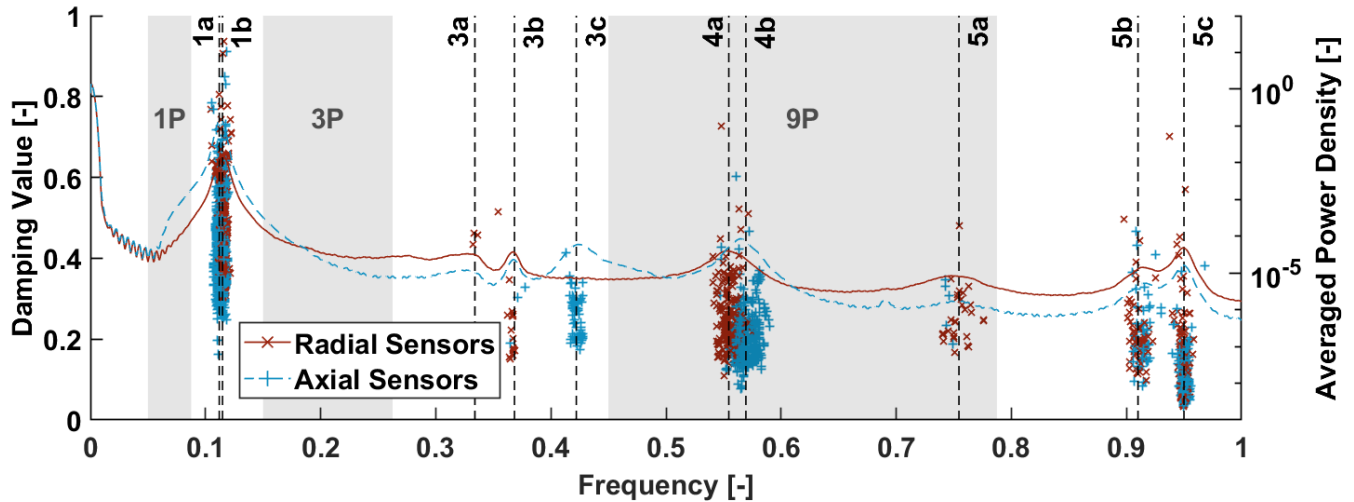 1a 1b 3a 3b 3c 4a 4b 5a 5b 5c
1P 3P 9P
Damping Value [-]
1
0.8
0.6
0.4
0.2
0
Averaged Power Density [-]
10^0
10^-5
Radial Sensors
Axial Sensors
0 0.1 0.2 0.3 0.4 0.5 0.6 0.7 0.8 0.9 1
Frequency [-]